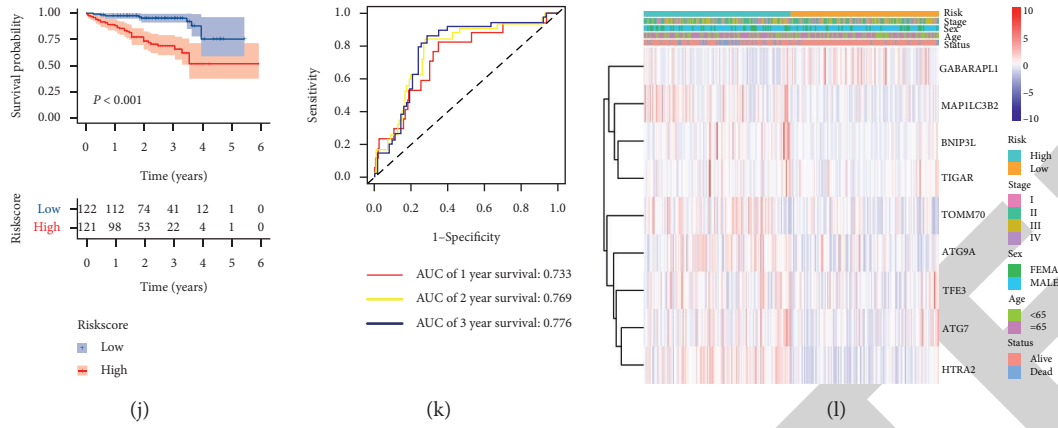 Survival probability
1.00
0.75
0.50
0.25
0.00
P < 0.001
0 1 2 3 4 5 6
Time (years)
Riskscore
Low 122 112 74 41 12 1 0
High 121 98 53 22 4 1 0
0 1 2 3 4 5 6
Time (years)
Riskscore
Low
High
(j)
Sensitivity
1.0
0.8
0.6
0.4
0.2
0.0
0.0 0.2 0.4 0.6 0.8 1.0
1–Specificity
AUC of 1 year survival: 0.733
AUC of 2 year survival: 0.769
AUC of 3 year survival: 0.776
(k)
Risk
Stage
Sex
Age
Status
GABARAPL1
MAP1LC3B2
BNIP3L
TIGAR
TOMM70
ATG9A
TFE3
ATG7
HTRA2
10
5
0
−5
−10
Risk
High
Low
Stage
I
II
III
IV
Sex
FEMA
MALE
Age
<65
=65
Status
Alive
Dead
(l)